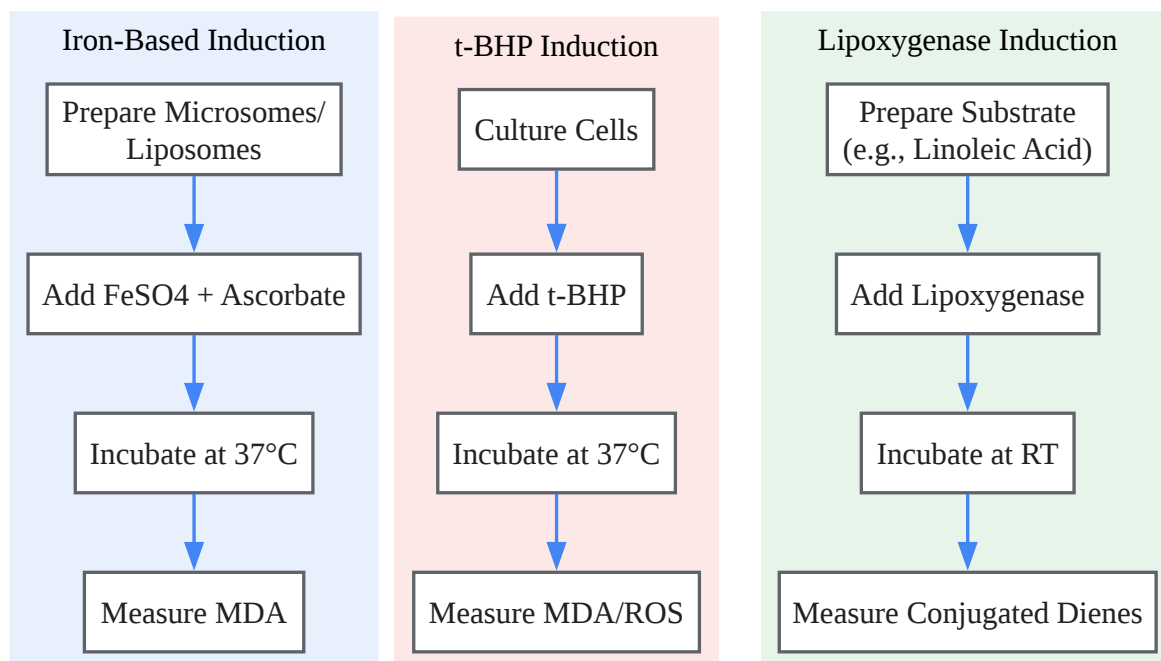 Iron-Based Induction
Prepare Microsomes/
Liposomes
Add FeSO4 + Ascorbate
Incubate at 37°C
Measure MDA
t-BHP Induction
Culture Cells
Add t-BHP
Incubate at 37°C
Measure MDA/ROS
Lipoxygenase Induction
Prepare Substrate
(e.g., Linoleic Acid)
Add Lipoxygenase
Incubate at RT
Measure Conjugated Dienes